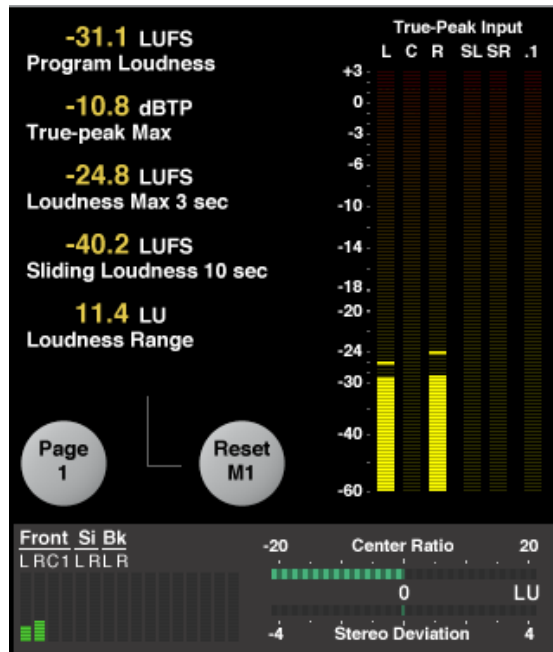 -31.1 LUFS
Program Loudness
-10.8 dBTP
True-peak Max
-24.8 LUFS
Loudness Max 3 sec
-40.2 LUFS
Sliding Loudness 10 sec
11.4 LU
Loudness Range
Page
1
Reset
M1
True-Peak Input
L C R SL SR .1
+3
0
-3
-6
-10
-14
-18
-20
-24
-30
-40
-60
Front Si Bk
L R C 1 L R L R
-20 Center Ratio 20
0 LU
-4 Stereo Deviation 4